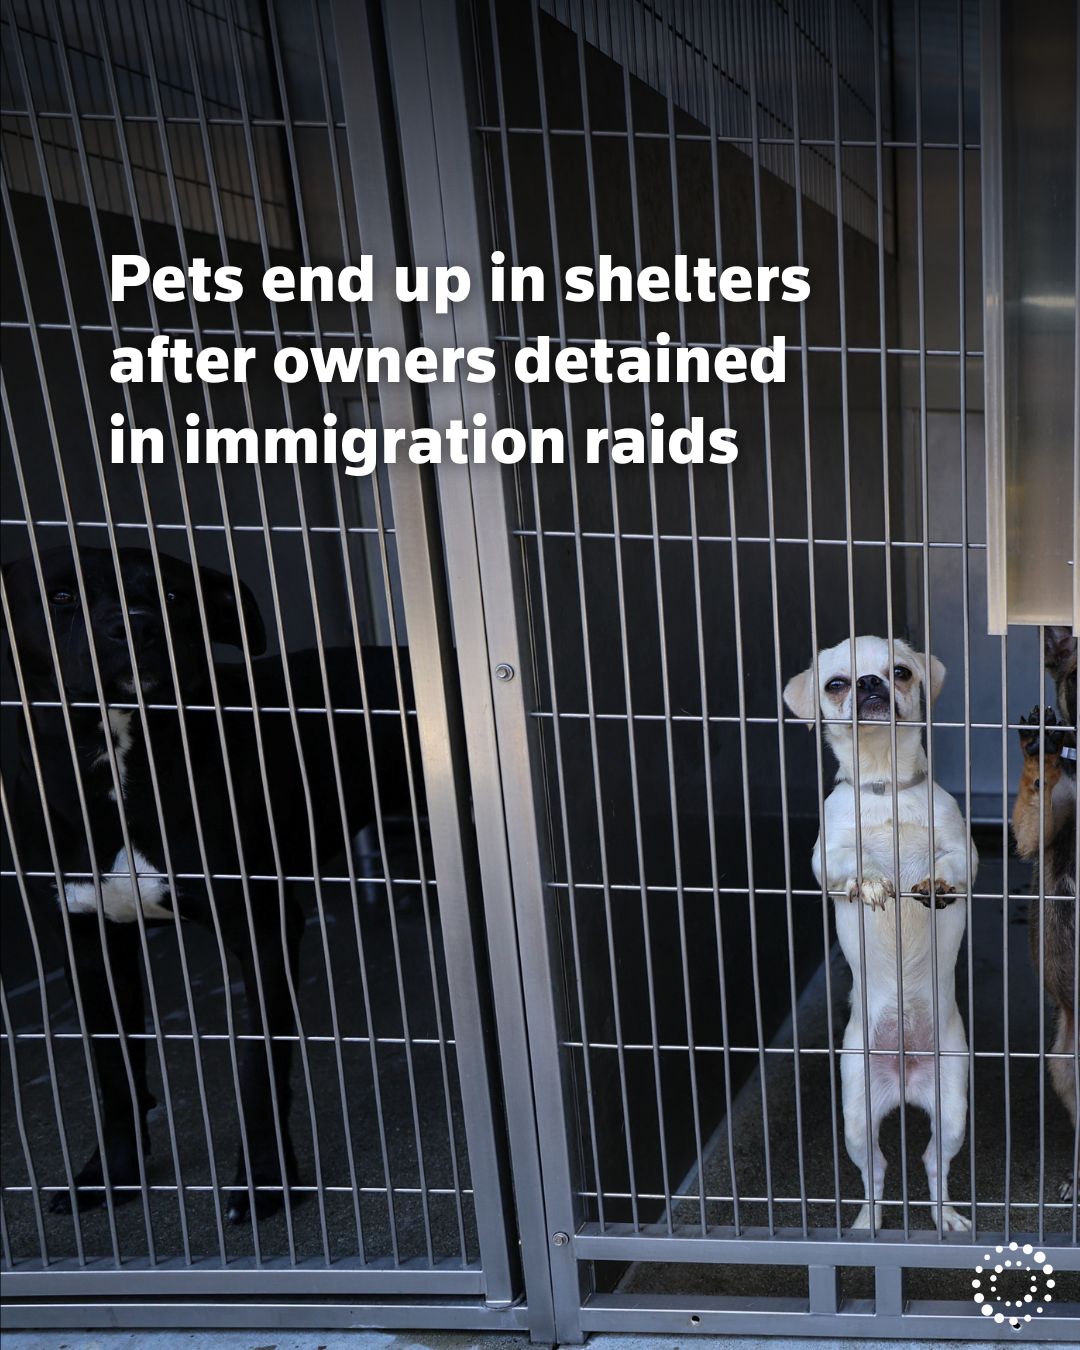 Pets end up in shelters
after owners detained
in immigration raids